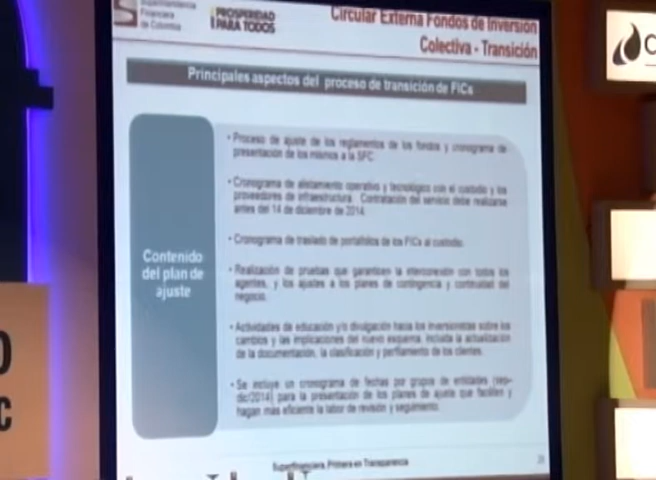 Superintendencia
Financiera
de Colombia
PROSPERIDAD
PARA TODOS
Circular Externa Fondos de Inversión
Colectiva - Transición
Principales aspectos del proceso de transición de FICs
Contenido
del plan de
ajuste
• Proceso de ajuste de los reglamentos de los fondos y cronograma de
presentación de los mismos a la SFC.
• Cronograma de alistamiento operativo y tecnológico con el custodio y los
proveedores de infraestructura. Contratación del servicio debe realizarse
antes del 14 de diciembre de 2014.
• Cronograma de traslado de portafolios de los FICs al custodio.
• Realización de pruebas que garanticen la interconexión con todos los
agentes, y los ajustes a los planes de contingencia y continuidad del
negocio.
• Actividades de educación y/o divulgación hacia los inversionistas sobre los
cambios y las implicaciones del nuevo esquema, incluida la actualización
de la documentación, la clasificación y perfilamiento de los clientes.
• Se incluye un cronograma de fechas por grupos de entidades (sep-
dic/2014) para la presentación de los planes de ajuste que faciliten y
hagan más eficiente la labor de revisión y seguimiento.
Superfinanciera, Primera en Transparencia